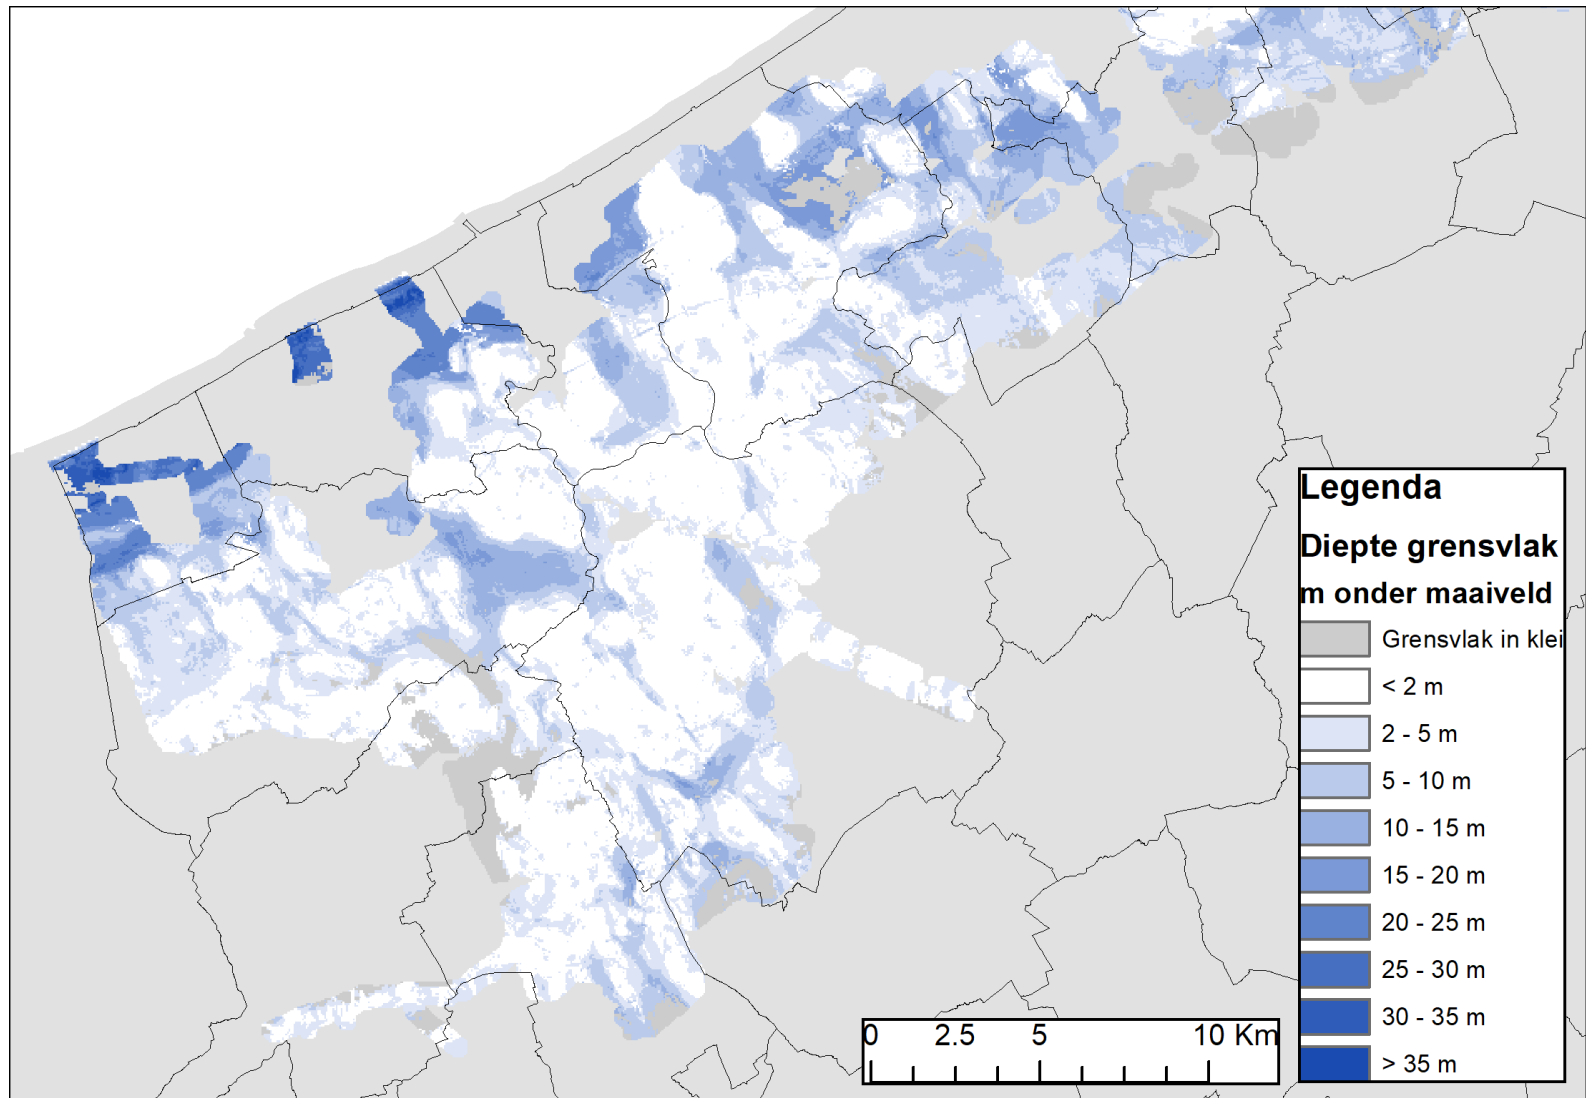 Legenda
Diepte grensvlak
m onder maaiveld
Grensvlak in klei
< 2 m
2 - 5 m
5 - 10 m
10 - 15 m
15 - 20 m
20 - 25 m
25 - 30 m
30 - 35 m
> 35 m
0 2.5 5 10 Km